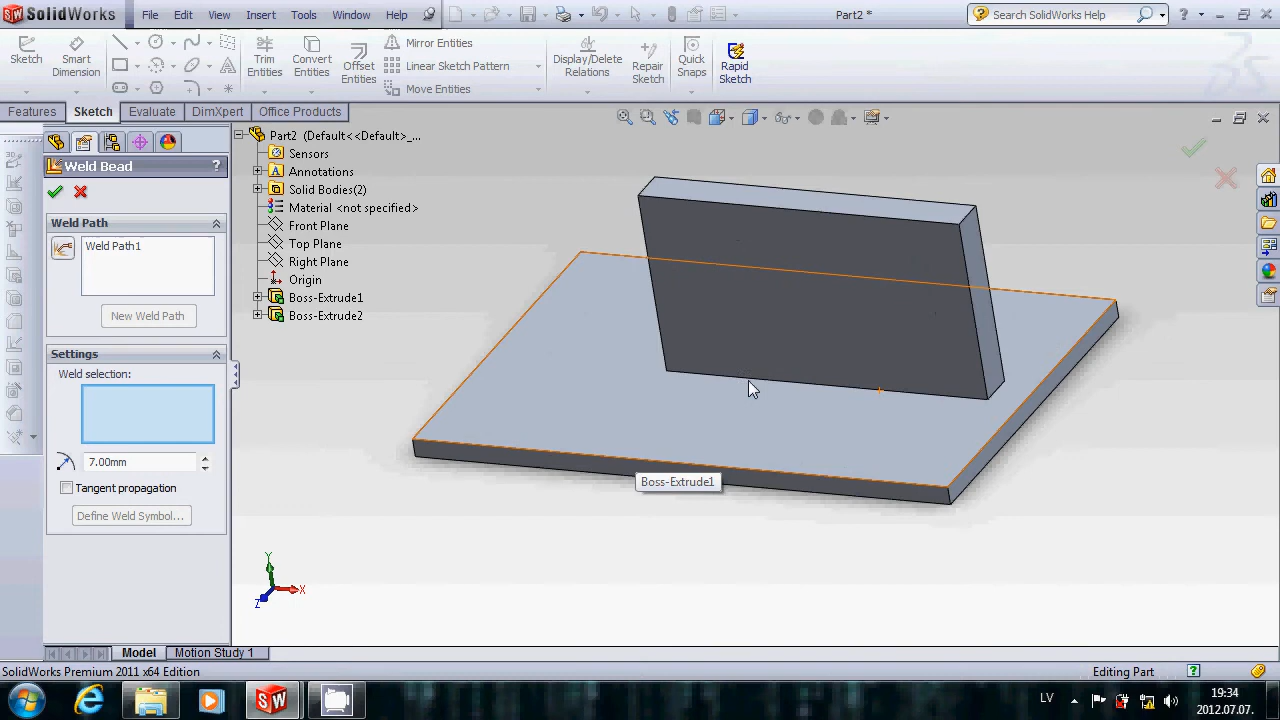 SolidWorks
File Edit View Insert Tools Window Help
Part2 *
Search SolidWorks Help
Sketch
Smart Dimension
Trim Entities
Convert Entities
Offset Entities
Mirror Entities
Linear Sketch Pattern
Move Entities
Display/Delete Relations
Repair Sketch
Quick Snaps
Rapid Sketch
Features Sketch Evaluate DimXpert Office Products
Weld Bead ?
Weld Path
Weld Path1
New Weld Path
Settings
Weld selection:
7.00mm
Tangent propagation
Define Weld Symbol...
Part2 (Default<<Default>_...
Sensors
Annotations
Solid Bodies(2)
Material <not specified>
Front Plane
Top Plane
Right Plane
Origin
Boss-Extrude1
Boss-Extrude2
Boss-Extrude1
Y
X
Z
Model Motion Study 1
SolidWorks Premium 2011 x64 Edition
Editing Part
LV
19:34
2012.07.07.